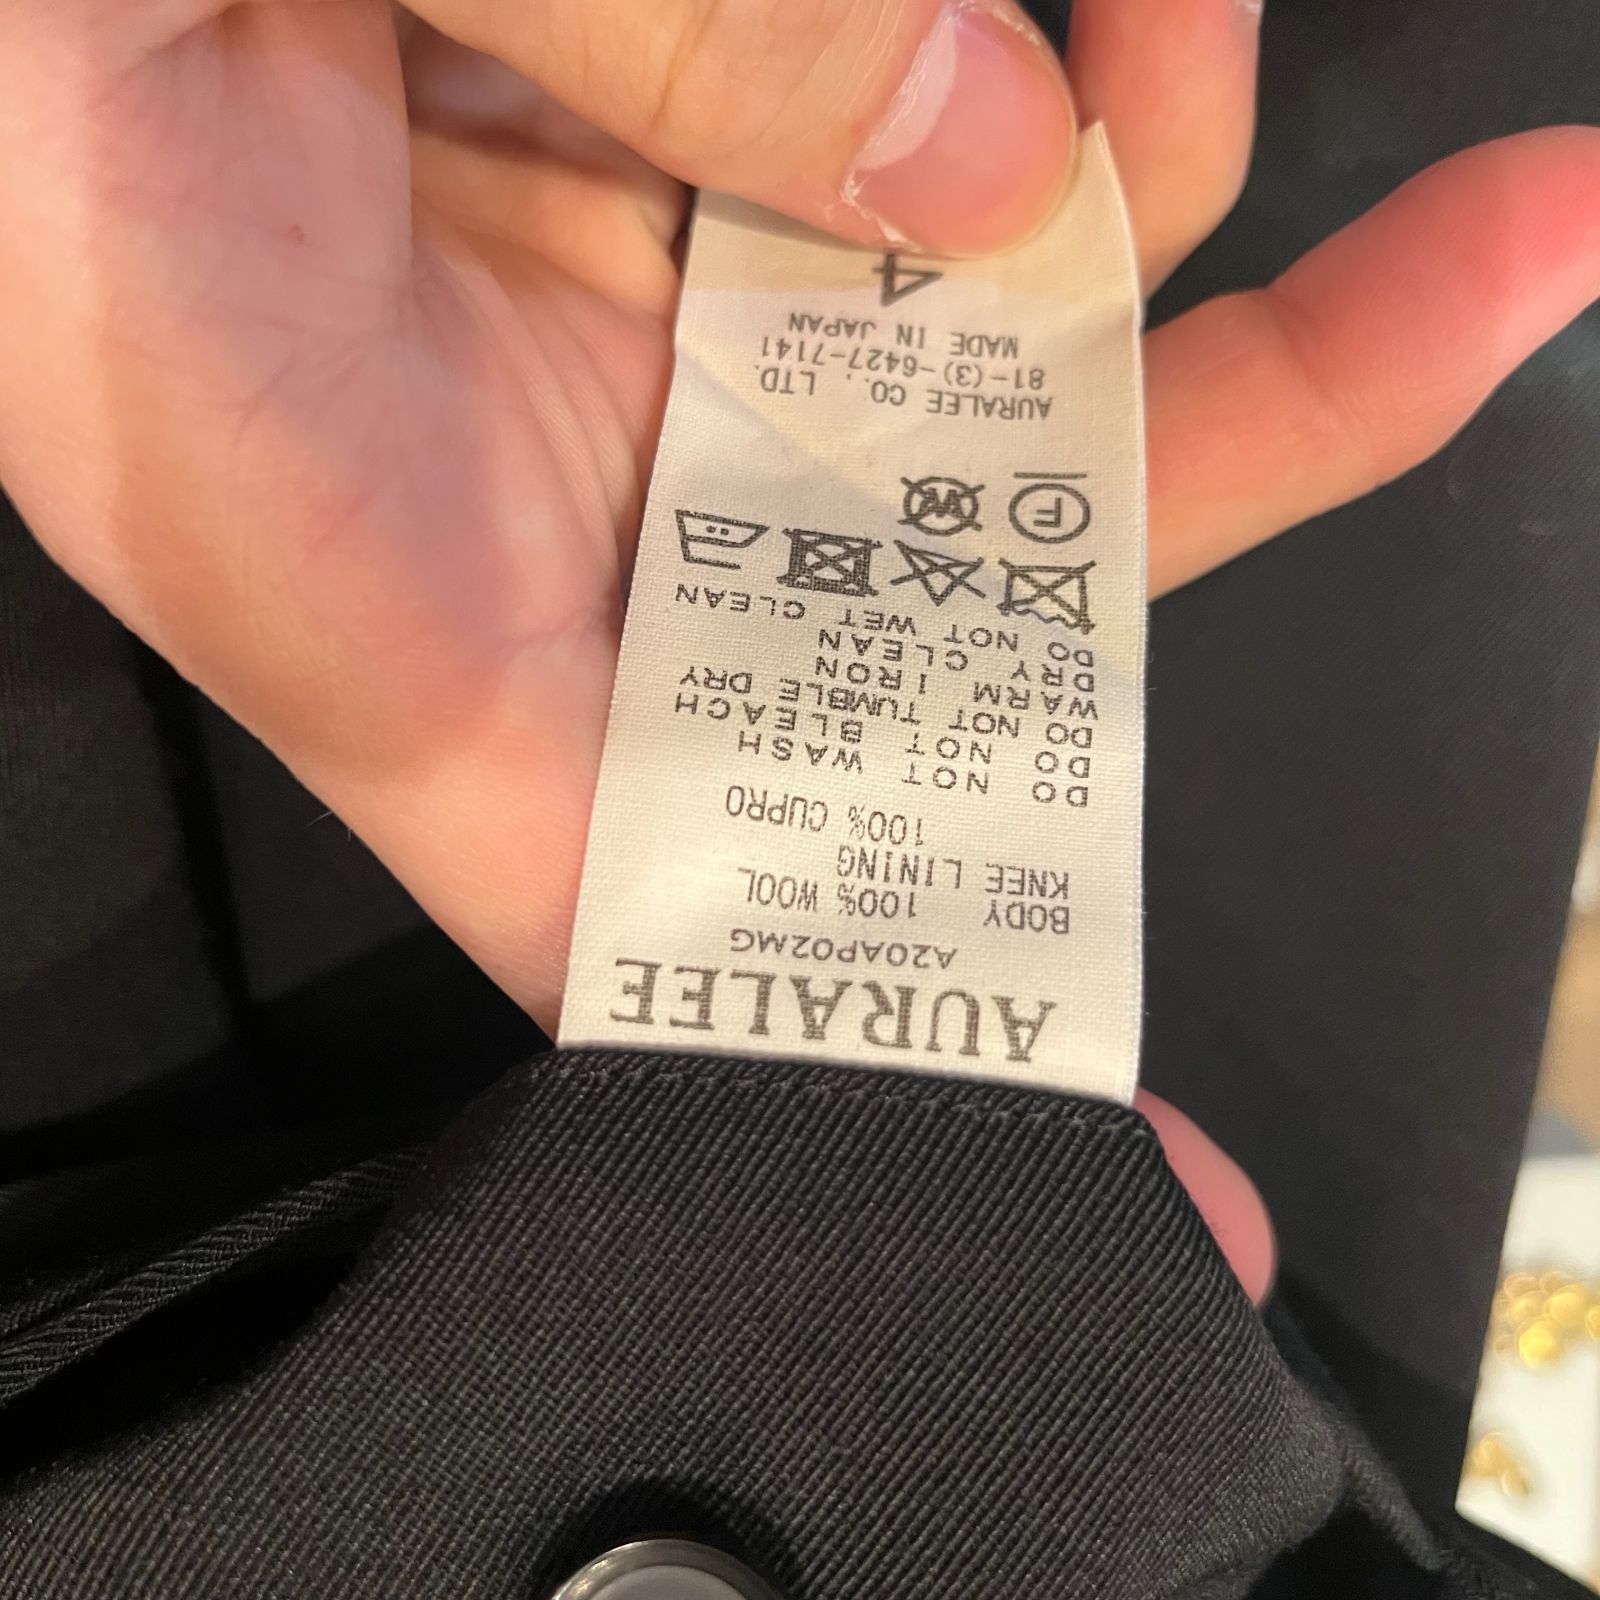 AURALEE
A20AP02MG
BODY 100% WOOL
KNEE LINING
100% CUPRO
DO NOT WASH
DO NOT BLEACH
DO NOT TUMBLE DRY
WARM IRON
DRY CLEAN
DO NOT WET CLEAN
F W
AURALEE CO., LTD.
81-(3)-6427-7141
MADE IN JAPAN
4